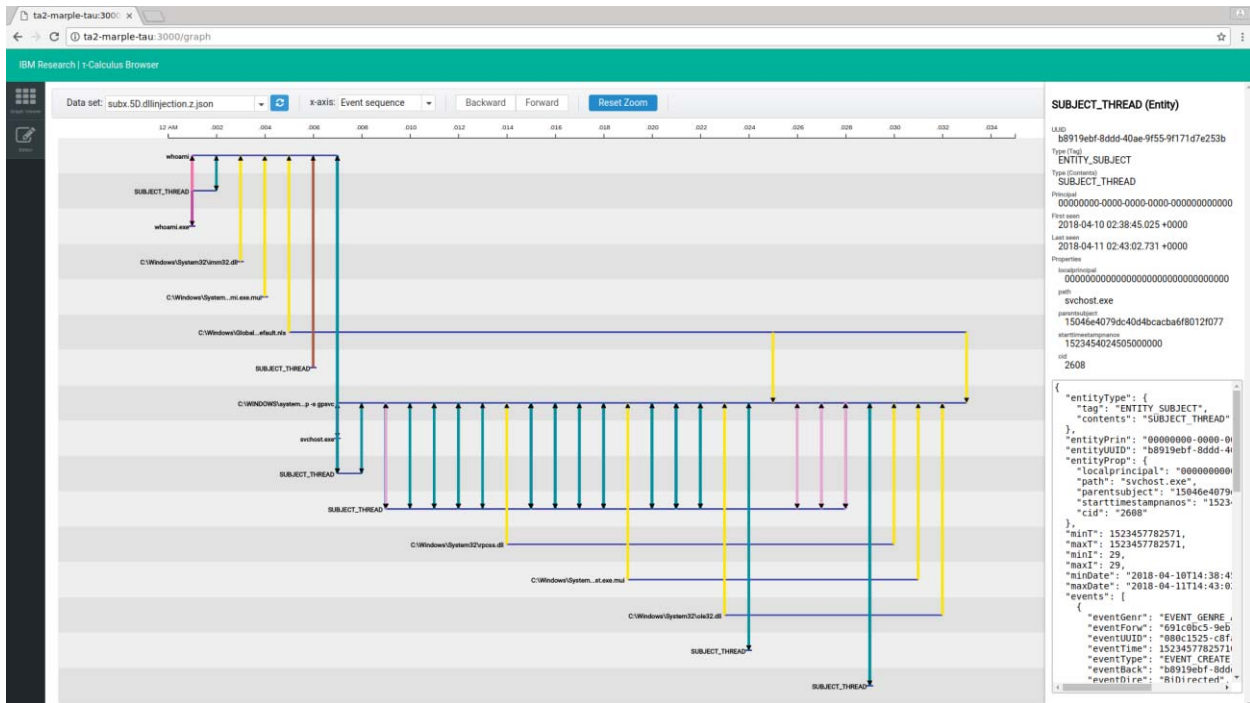 ta2-marple-tau:3000
ta2-marple-tau:3000/graph
IBM Research | τ-Calculus Browser
Data set: subx.5D.dllinjection.z.json x-axis: Event sequence Backward Forward Reset Zoom
12 AM .002 .004 .006 .008 .010 .012 .014 .016 .018 .020 .022 .024 .026 .028 .030 .032 .034
whoami
SUBJECT_THREAD
whoami.exe
C:\Windows\System32\imm32.dll
C:\Windows\System...mi.exe.mui
C:\Windows\Global...efault.nls
SUBJECT_THREAD
C:\WINDOWS\system...p -s gpsvc
svchost.exe
SUBJECT_THREAD
SUBJECT_THREAD
C:\Windows\System32\rpcss.dll
C:\Windows\System...st.exe.mui
C:\Windows\System32\ole32.dll
SUBJECT_THREAD
SUBJECT_THREAD
SUBJECT_THREAD (Entity)
UUID
b8919ebf-8ddd-40ae-9f55-9f171d7e253b
Type (Tag)
ENTITY_SUBJECT
Type (Contents)
SUBJECT_THREAD
Principal
00000000-0000-0000-0000-000000000000
First seen
2018-04-10 02:38:45.025 +0000
Last seen
2018-04-11 02:43:02.731 +0000
Properties
localprincipal
00000000000000000000000000000000
path
svchost.exe
parentsubject
15046e4079dc40d4bcacba6f8012f077
starttimestampnanos
1523454024505000000
cid
2608
{
"entityType": {
"tag": "ENTITY_SUBJECT",
"contents": "SUBJECT_THREAD"
},
"entityPrin": "00000000-0000-0
"entityUUID": "b8919ebf-8ddd-4
"entityProp": {
"localprincipal": "000000000
"path": "svchost.exe",
"parentsubject": "15046e4079
"starttimestampnanos": "1523
"cid": "2608"
},
"minT": 1523457782571,
"maxT": 1523457782571,
"minI": 29,
"maxI": 29,
"minDate": "2018-04-10T14:38:4
"maxDate": "2018-04-11T14:43:0
"events": [
{
"eventGenr": "EVENT_GENRE
"eventForw": "691c0bc5-9eb
"eventUUID": "080c1525-c8f
"eventTime": 152345778257
"eventType": "EVENT_CREATE
"eventBack": "b8919ebf-8dd
"eventDire": "BiDirected",